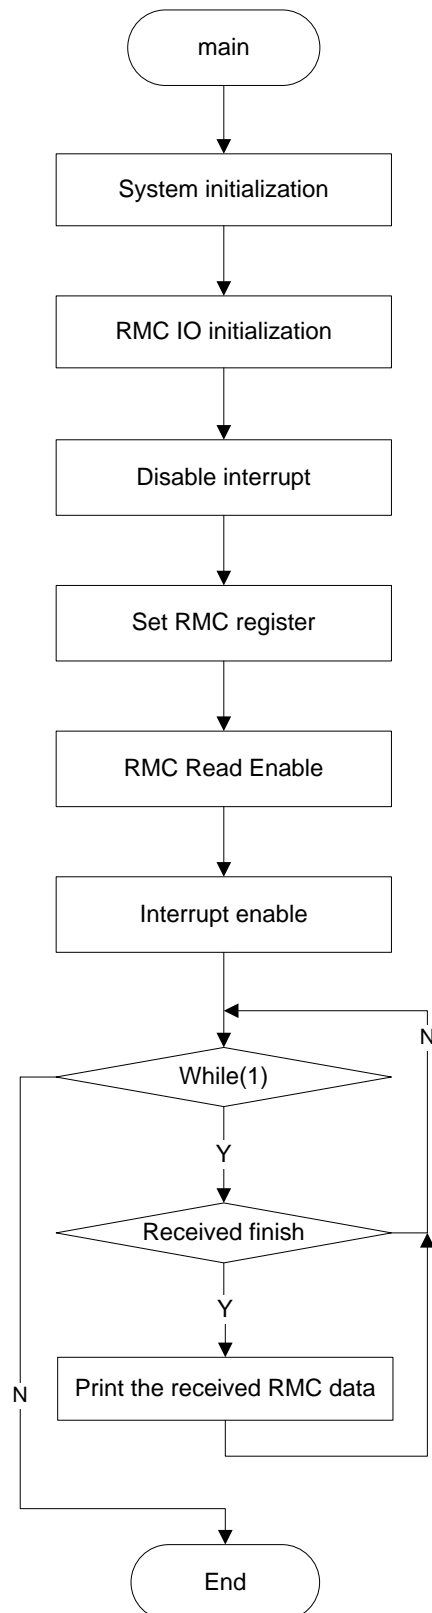 main
System initialization
RMC IO initialization
Disable interrupt
Set RMC register
RMC Read Enable
Interrupt enable
N
While(1)
Y
Received finish
Y
Print the received RMC data
N
End